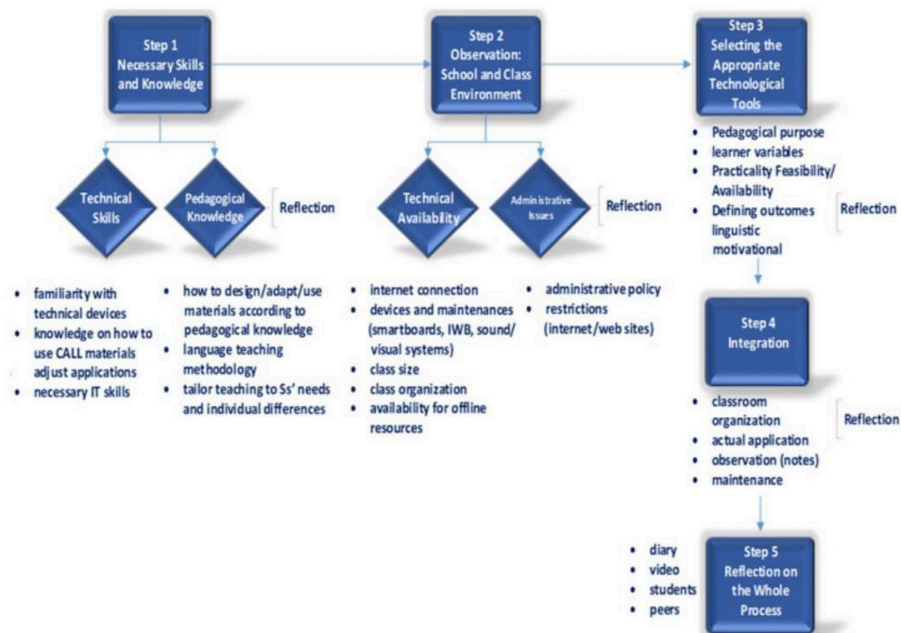 Step 1
Necessary Skills
and Knowledge
Step 2
Observation:
School and Class
Environment
Step 3
Selecting the
Appropriate
Technological
Tools
Technical
Skills
Pedagogical
Knowledge
Reflection
Technical
Availability
Administrative
Issues
Reflection
• Pedagogical purpose
• learner variables
• Practicality Feasibility/
Availability
• Defining outcomes
linguistic
motivational
Reflection
• familiarity with
technical devices
• knowledge on how to
use CALL materials
adjust applications
• necessary IT skills
• how to design/adapt/use
materials according to
pedagogical knowledge
• language teaching
methodology
• tailor teaching to Ss' needs
and individual differences
• internet connection
• devices and maintenances
(smartboards, IWB, sound/
visual systems)
• class size
• class organization
• availability for offline
resources
• administrative policy
• restrictions
(internet/web sites)
Step 4
Integration
• classroom
organization
• actual application
• observation (notes)
• maintenance
Reflection
• diary
• video
• students
• peers
Step 5
Reflection on
the Whole
Process